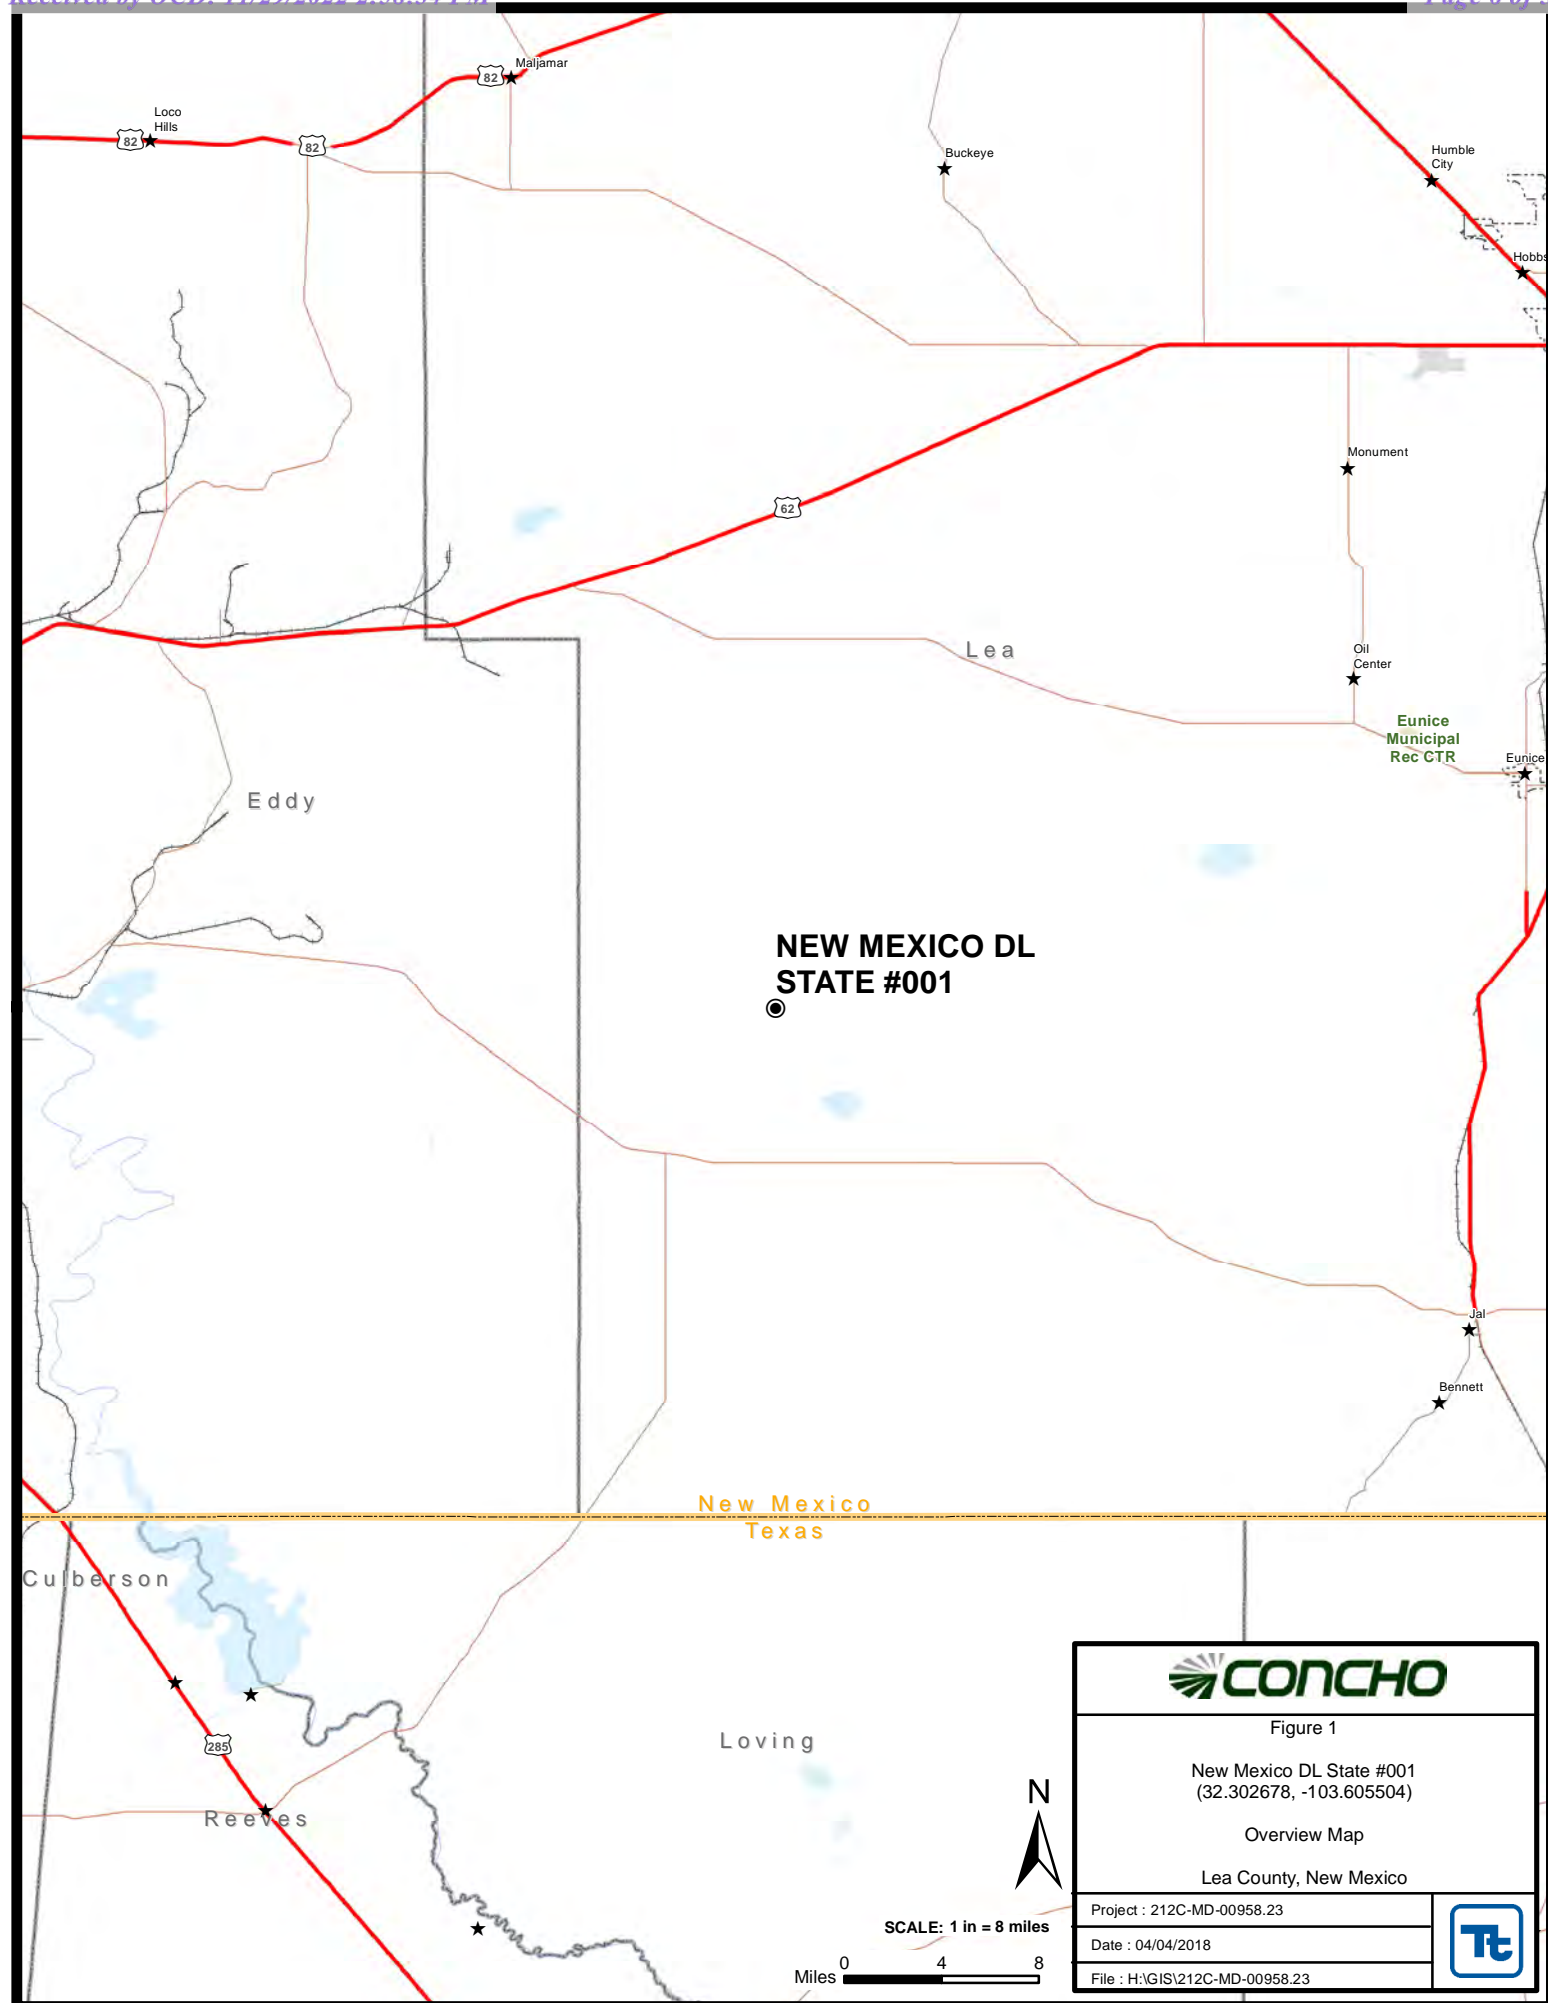 Maljamar
82
Loco
Hills
82
82
Buckeye
Humble
City
Hobbs
Monument
62
Lea
Oil
Center
Eunice
Municipal
Rec CTR
Eunice
Eddy
NEW MEXICO DL
STATE #001
Jal
Bennett
New Mexico
Texas
Culberson
285
Loving
Reeves
N
SCALE: 1 in = 8 miles
0 4 8
Miles
CONCHO
Figure 1
New Mexico DL State #001
(32.302678, -103.605504)
Overview Map
Lea County, New Mexico
Project : 212C-MD-00958.23
Date : 04/04/2018
File : H:\GIS\212C-MD-00958.23
Tt